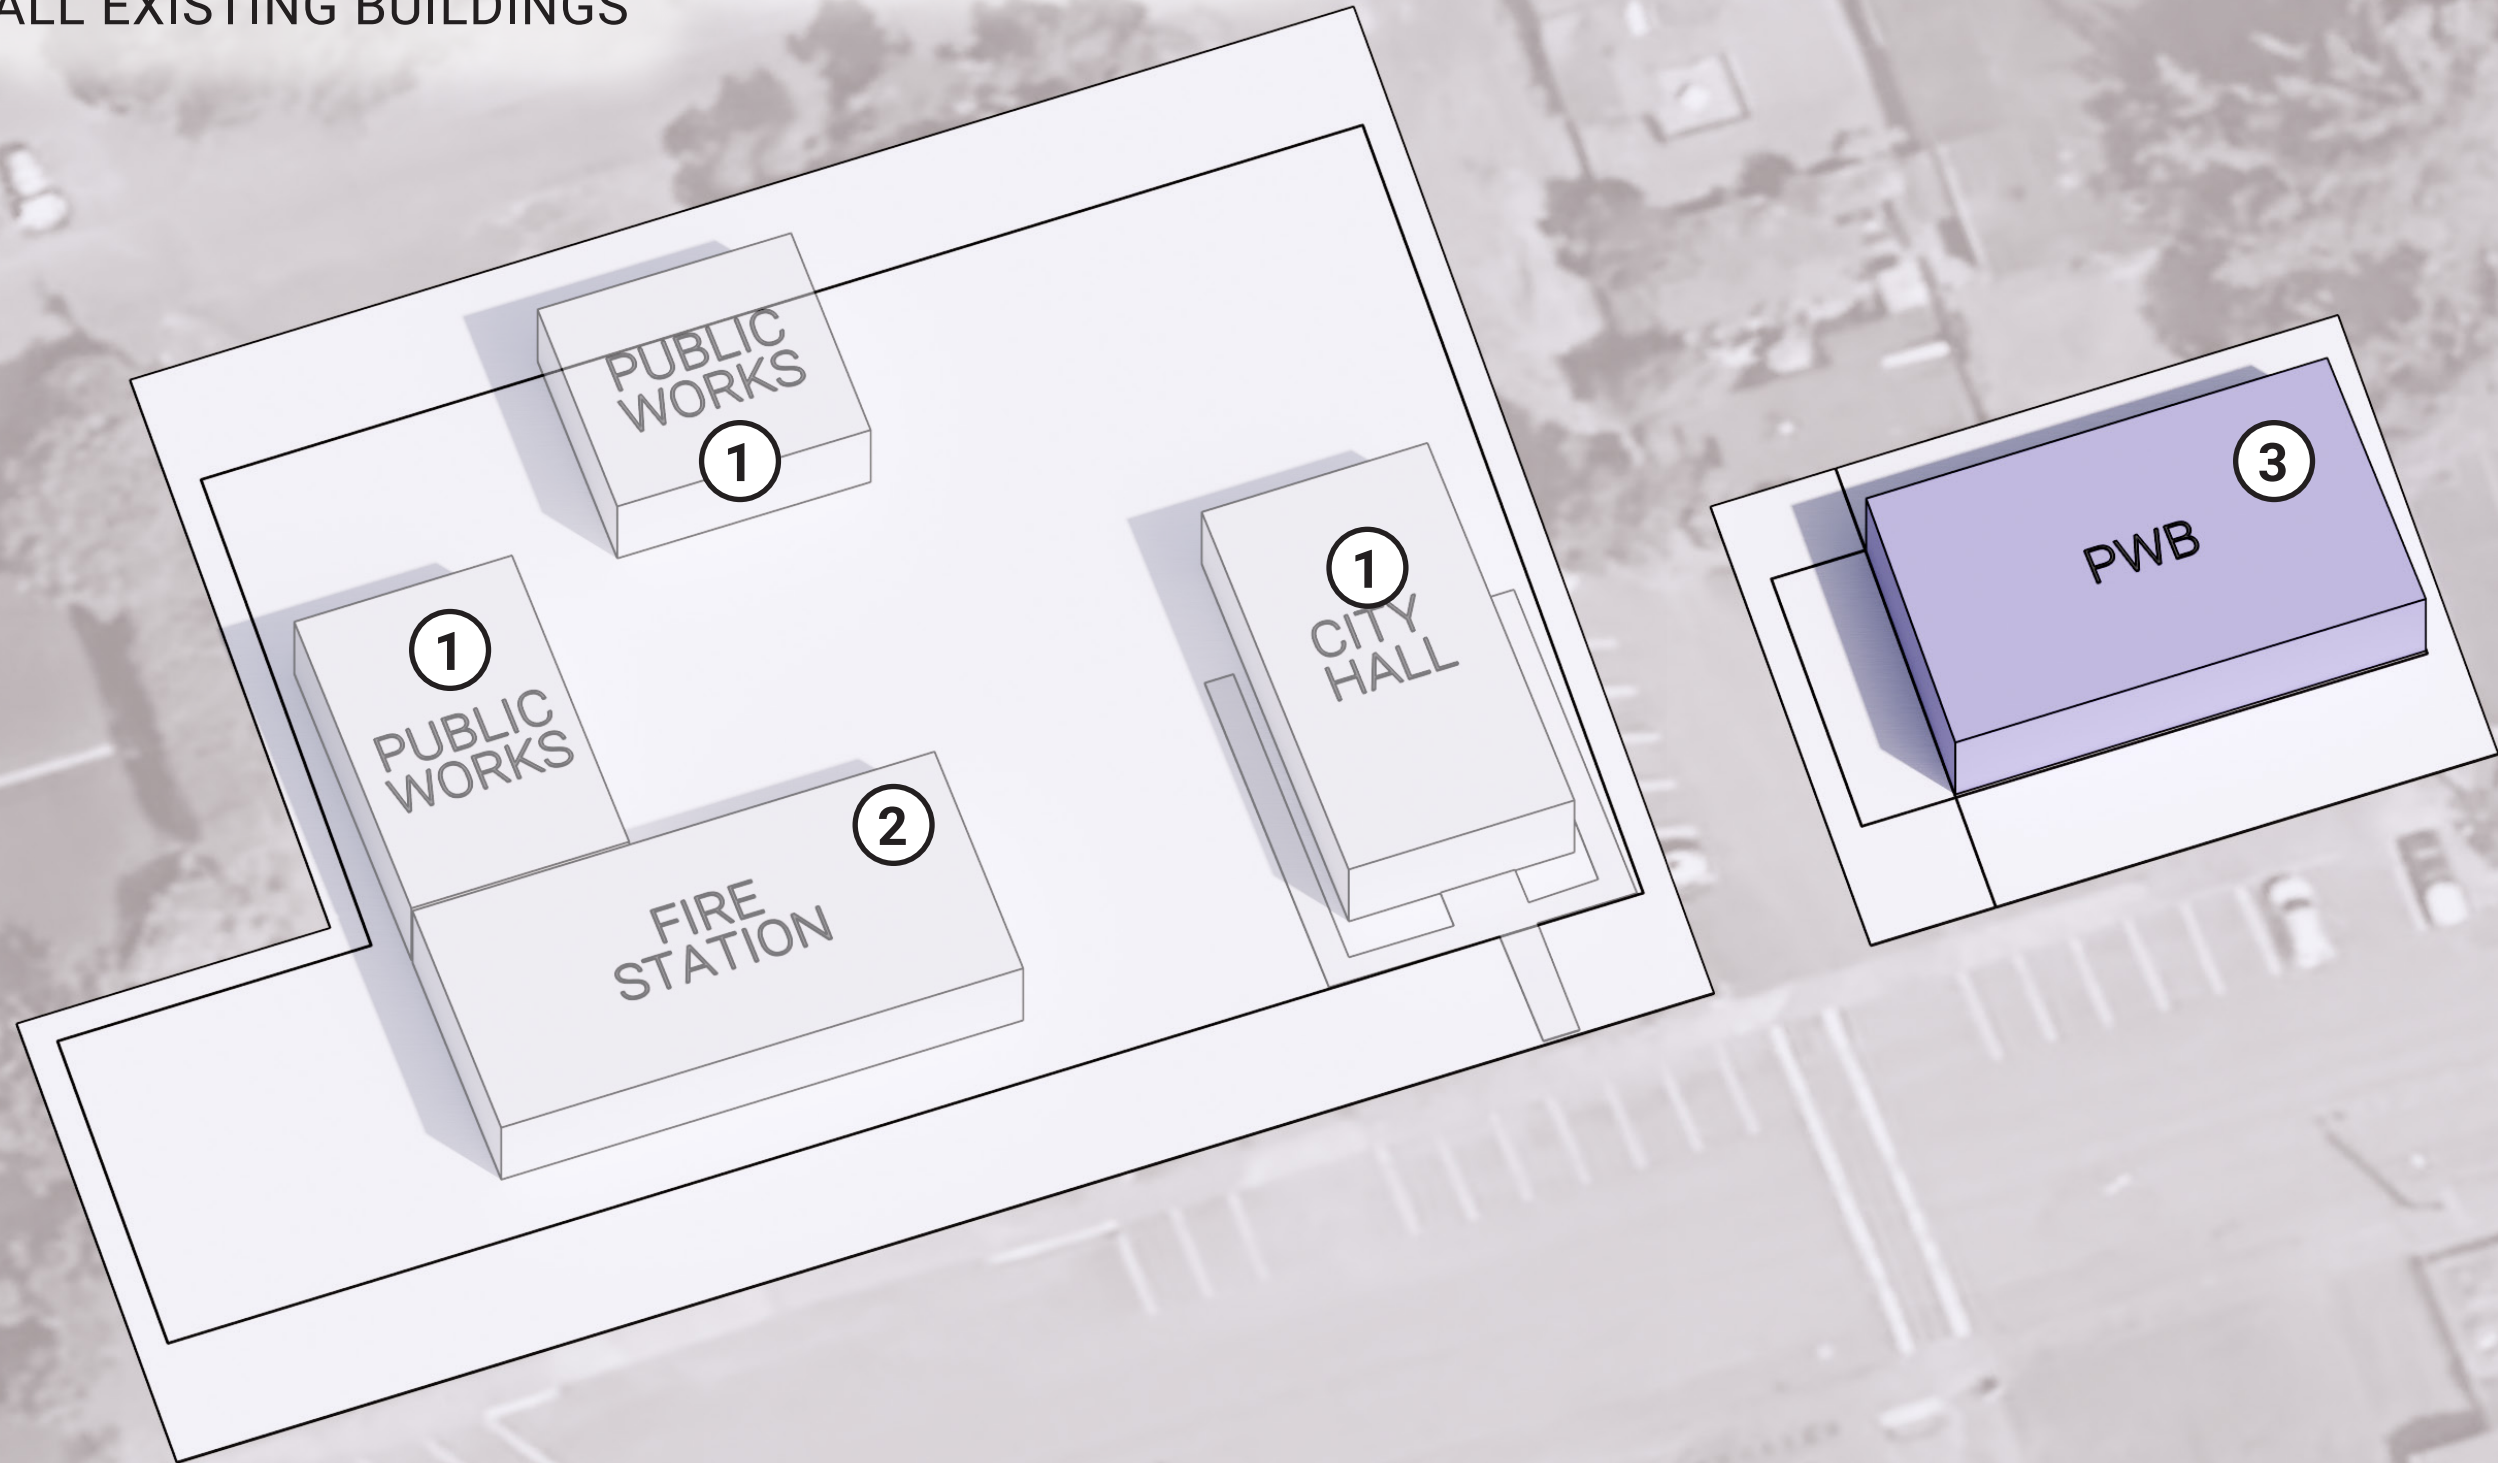 ALL EXISTING BUILDINGS
PUBLIC
WORKS
1
1
PUBLIC
WORKS
1
CITY
HALL
3
PWB
2
FIRE
STATION